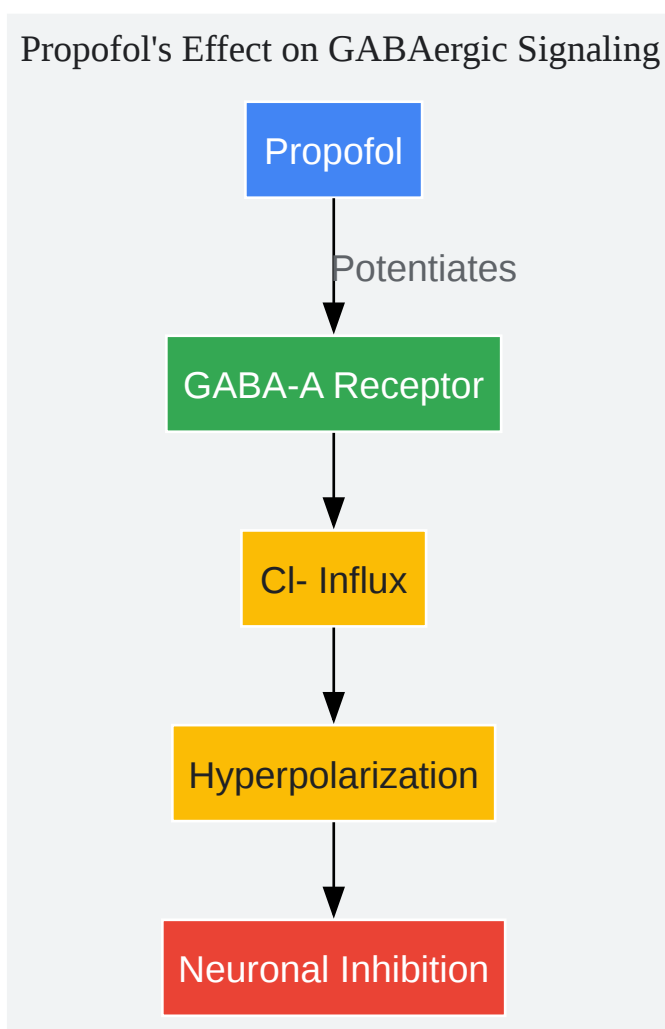 Propofol's Effect on GABAergic Signaling
Propofol
Potentiates
GABA-A Receptor
Cl- Influx
Hyperpolarization
Neuronal Inhibition